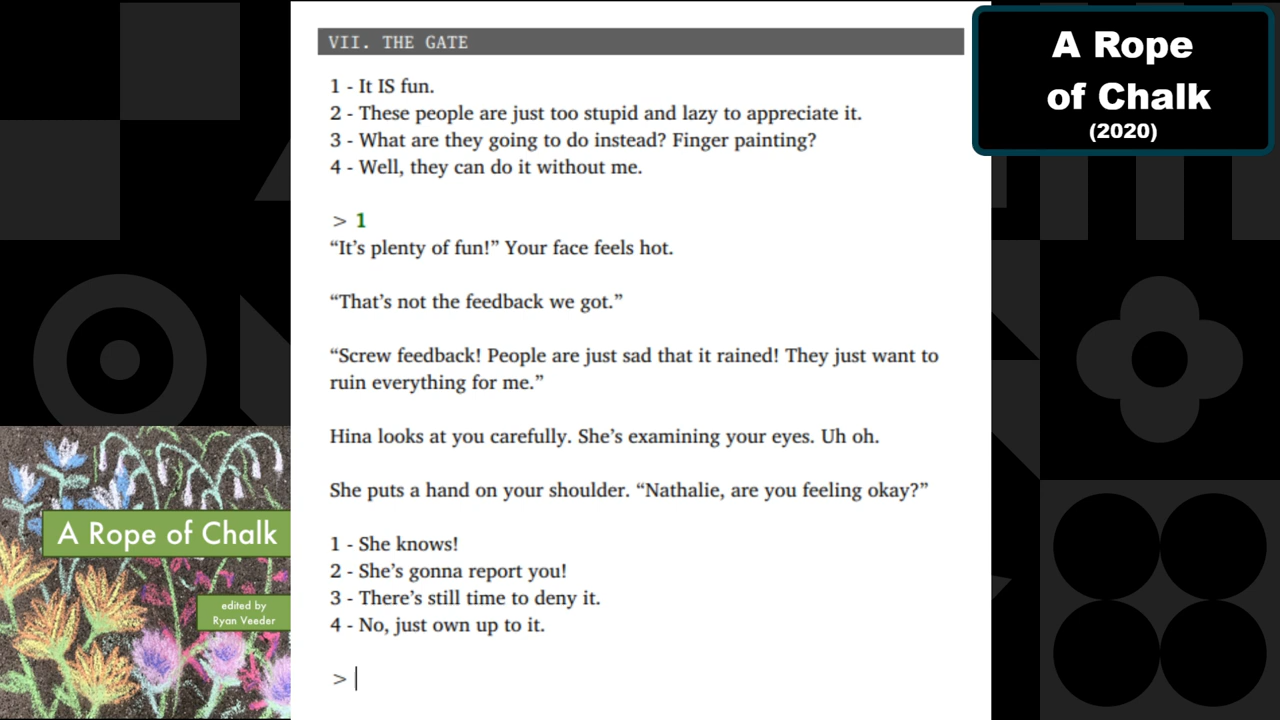 VII. THE GATE
1 - It IS fun.
2 - These people are just too stupid and lazy to appreciate it.
3 - What are they going to do instead? Finger painting?
4 - Well, they can do it without me.
> 1
“It’s plenty of fun!” Your face feels hot.
“That’s not the feedback we got.”
“Screw feedback! People are just sad that it rained! They just want to
ruin everything for me.”
Hina looks at you carefully. She’s examining your eyes. Uh oh.
She puts a hand on your shoulder. “Nathalie, are you feeling okay?”
1 - She knows!
2 - She’s gonna report you!
3 - There’s still time to deny it.
4 - No, just own up to it.
>
A Rope
of Chalk
(2020)
A Rope of Chalk
edited by
Ryan Veeder